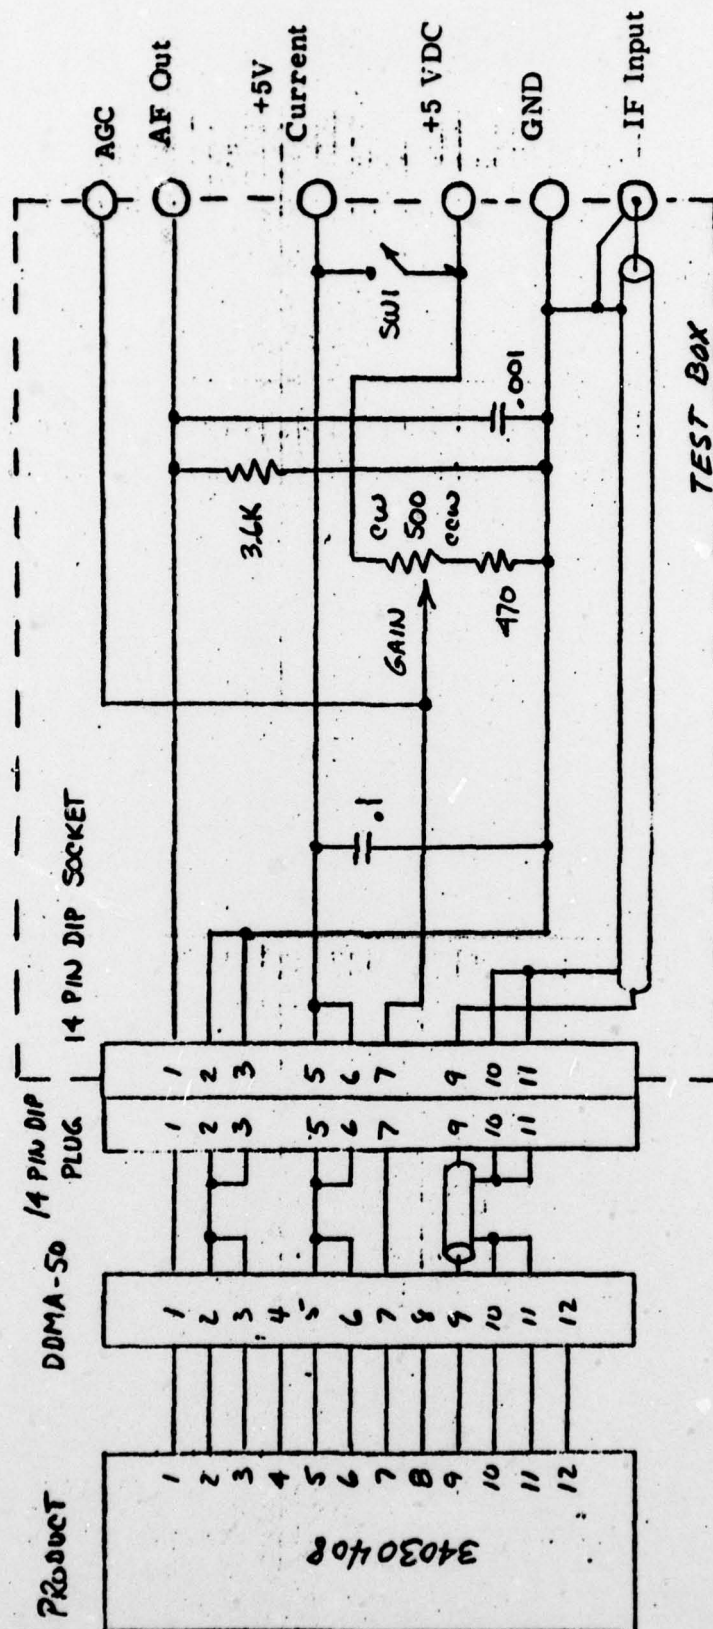 PRODUCT
34030408
1
2
3
4
5
6
7
8
9
10
11
12
DDMA-50
1
2
3
4
5
6
7
8
9
10
11
12
14 PIN DIP
PLUG
1
2
3
5
6
7
9
10
11
14 PIN DIP SOCKET
1
2
3
5
6
7
9
10
11
.1
GAIN
3.6K
CW
500
CCW
470
.001
SW1
TEST BOX
AGC
AF Out
+5V
Current
+5 VDC
GND
IF Input